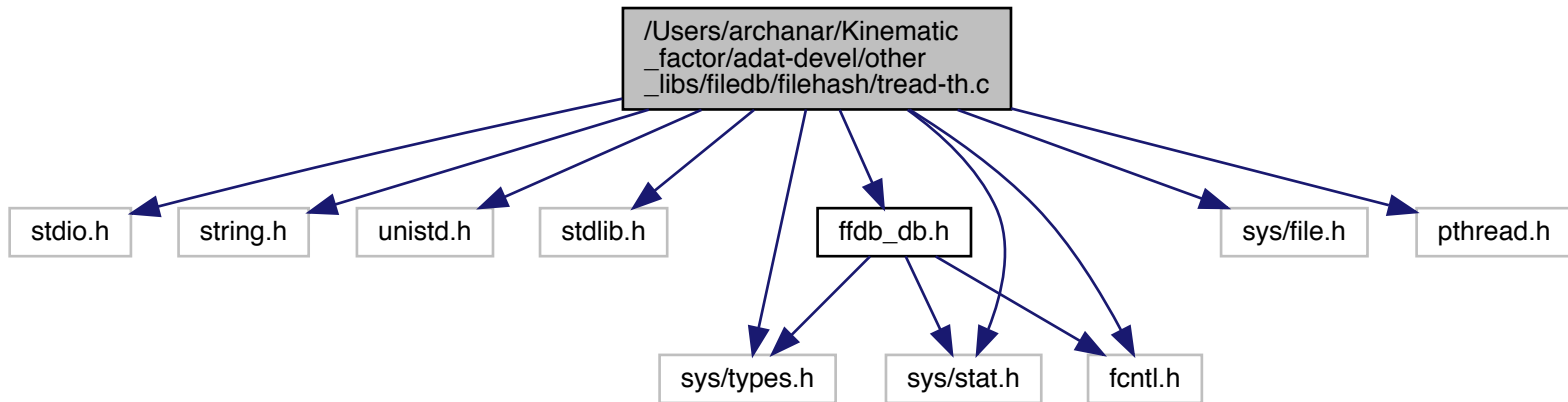 /Users/archanar/Kinematic
_factor/adat-devel/other
_libs/filedb/filehash/tread-th.c
stdio.h
string.h
unistd.h
stdlib.h
ffdb_db.h
sys/file.h
pthread.h
sys/types.h
sys/stat.h
fcntl.h